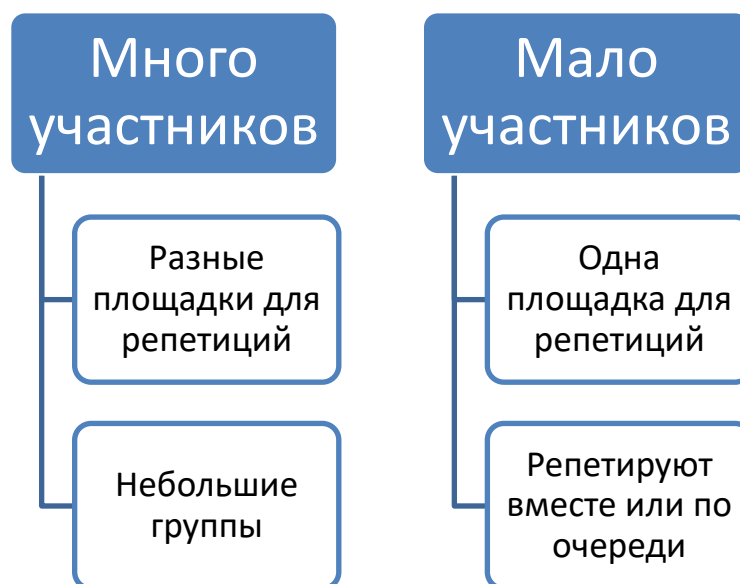 Много
участников
Разные
площадки для
репетиций
Небольшие
группы
Мало
участников
Одна
площадка для
репетиций
Репетируют
вместе или по
очереди